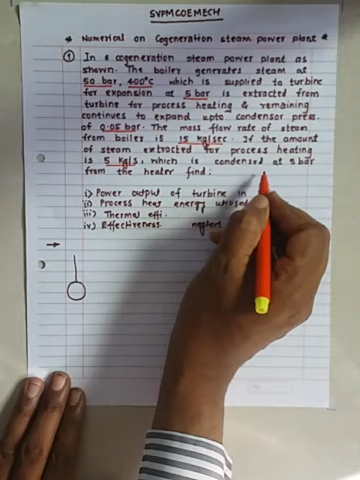 SVPMCOEMECH
* Numerical on Cogeneration steam power plant *
① In a cogeneration steam power plant as
shown. The boiler generates steam at
50 bar, 400°C which is supplied to turbine
for expansion at 5 bar is extracted from
turbine for process heating & remaining
continues to expand upto condensor press.
of 0.05 bar. The mass flow rate of steam
from boiler is 15 kg/sec. If the amount
of steam extracted for process heating
is 5 kg/s, which is condensed at 5 bar
from the heater find:
i) Power output of turbine in
ii) Process heat energy utilised
iii) Thermal effi.
iv) Effectiveness neglect